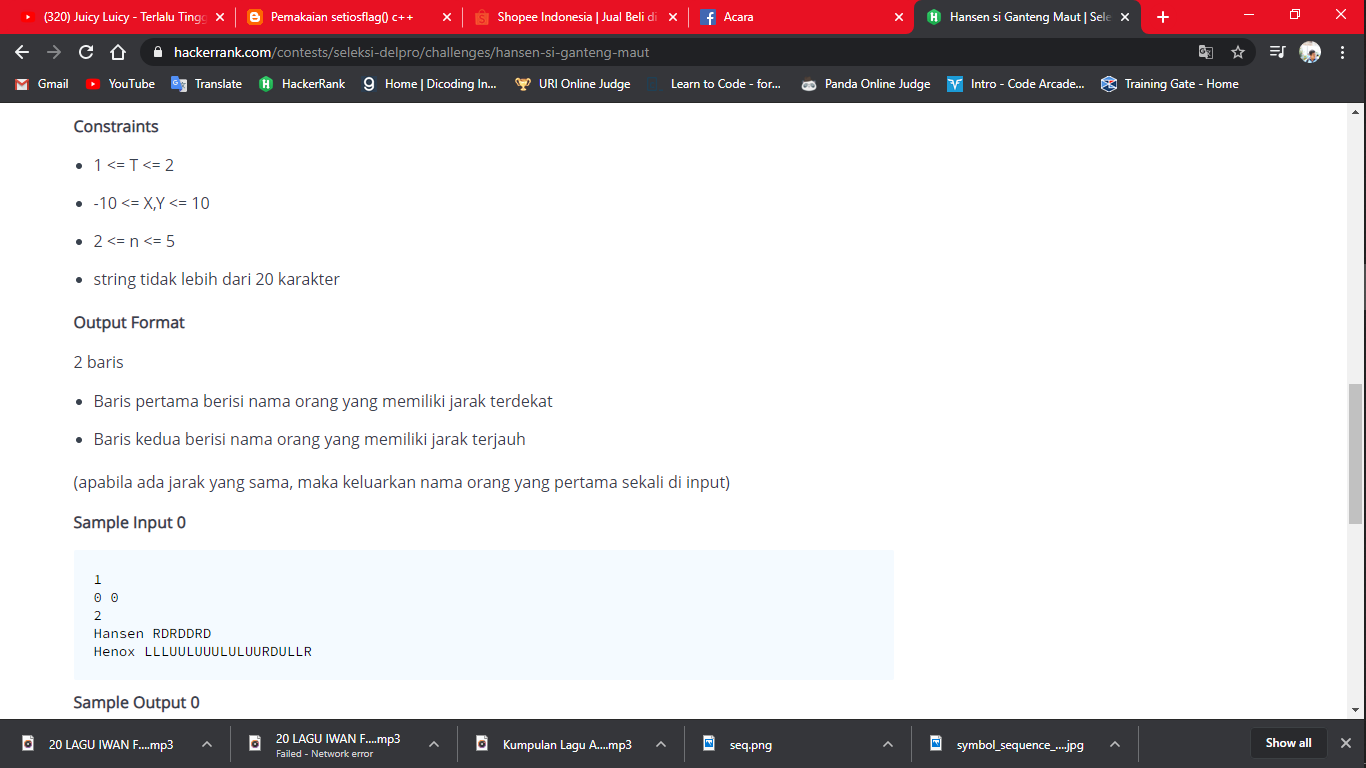 (320) Juicy Luicy - Terlalu Tingg
Pemakaian setiosflag() c++
Shopee Indonesia | Jual Beli di
Acara
Hansen si Ganteng Maut | Sele
hackerrank.com/contests/seleksi-delpro/challenges/hansen-si-ganteng-maut
Gmail YouTube Translate HackerRank Home | Dicoding In... URI Online Judge Learn to Code - for... Panda Online Judge Intro - Code Arcade... Training Gate - Home
Constraints
1 <= T <= 2
-10 <= X,Y <= 10
2 <= n <= 5
string tidak lebih dari 20 karakter
Output Format
2 baris
Baris pertama berisi nama orang yang memiliki jarak terdekat
Baris kedua berisi nama orang yang memiliki jarak terjauh
(apabila ada jarak yang sama, maka keluarkan nama orang yang pertama sekali di input)
Sample Input 0
1
0 0
2
Hansen RDRDDRD
Henox LLLUULUUULULUURDULLR
Sample Output 0
20 LAGU IWAN F....mp3
20 LAGU IWAN F....mp3
Failed - Network error
Kumpulan Lagu A....mp3
seq.png
symbol_sequence_....jpg
Show all